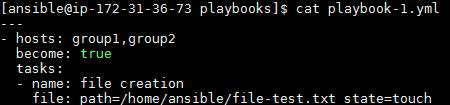 [ansible@ip-172-31-36-73 playbooks]$ cat playbook-1.yml
---
- hosts: group1,group2
  become: true
  tasks:
  - name: file creation
    file: path=/home/ansible/file-test.txt state=touch